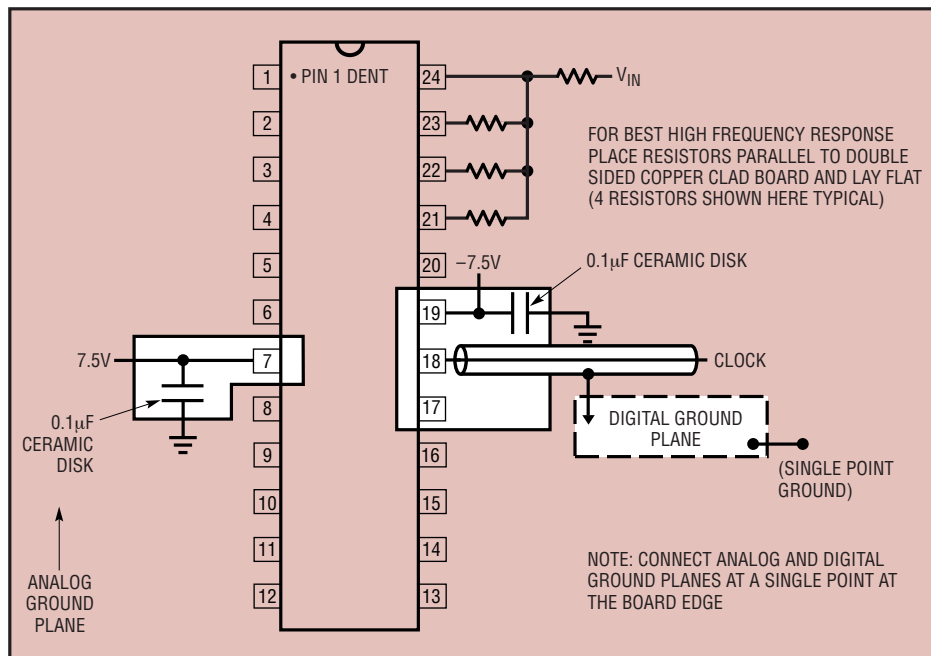 1
2
3
4
5
6
7
8
9
10
11
12
• PIN 1 DENT
24
23
22
21
20
19
18
17
16
15
14
13
VIN
FOR BEST HIGH FREQUENCY RESPONSE
PLACE RESISTORS PARALLEL TO DOUBLE
SIDED COPPER CLAD BOARD AND LAY FLAT
(4 RESISTORS SHOWN HERE TYPICAL)
–7.5V
0.1µF CERAMIC DISK
7.5V
CLOCK
0.1µF
CERAMIC
DISK
DIGITAL GROUND
PLANE
(SINGLE POINT
GROUND)
ANALOG
GROUND
PLANE
NOTE: CONNECT ANALOG AND DIGITAL
GROUND PLANES AT A SINGLE POINT AT
THE BOARD EDGE